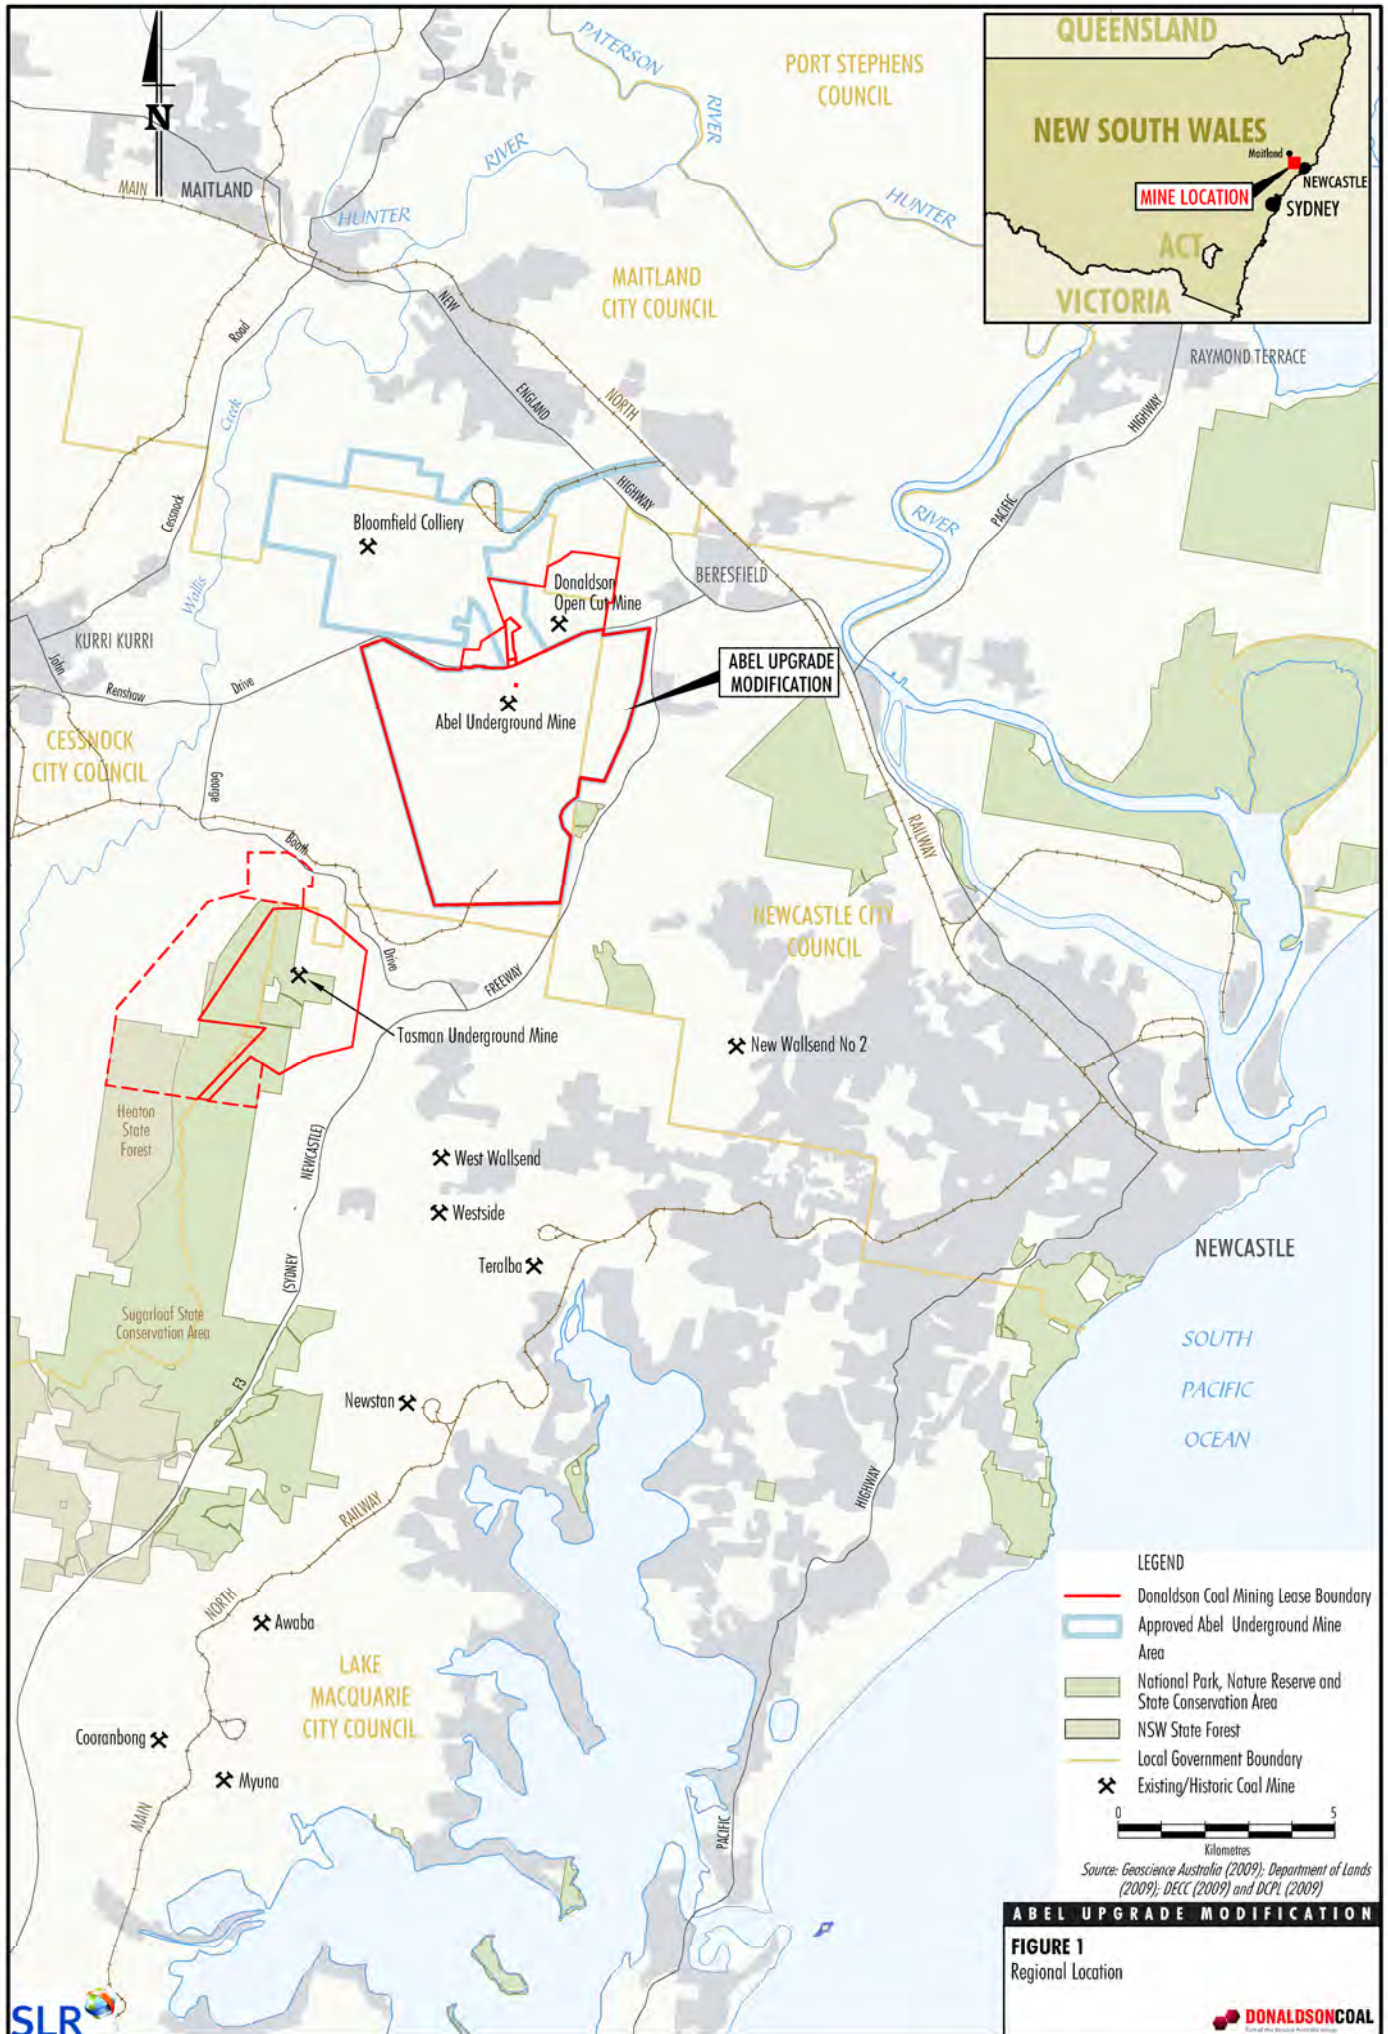 QUEENSLAND
NEW SOUTH WALES
Maitland
NEWCASTLE
MINE LOCATION
SYDNEY
ACT
VICTORIA
N
PATERSON
RIVER
PORT STEPHENS
COUNCIL
MAIN
MAITLAND
RIVER
HUNTER
HUNTER
MAITLAND
CITY COUNCIL
NEW
ENGLAND
HIGHWAY
NORTH
RAYMOND TERRACE
Road
Creek
Cessnock
Wallis
HIGHWAY
PACIFIC
RIVER
Bloomfield Colliery
Donaldson
Open Cut Mine
BERESFIELD
KURRI KURRI
John
Renshaw
Drive
ABEL UPGRADE
MODIFICATION
Abel Underground Mine
CESSNOCK
CITY COUNCIL
George
Booth
Drive
RAILWAY
NEWCASTLE CITY
COUNCIL
FREEWAY
Tasman Underground Mine
New Wallsend No 2
Heaton
State
Forest
NEWCASTLE)
West Wallsend
Westside
(SYDNEY
Teralba
NEWCASTLE
Sugarloaf State
Conservation Area
SOUTH
PACIFIC
OCEAN
F3
Newstan
RAILWAY
HIGHWAY
NORTH
Awaba
LAKE
MACQUARIE
CITY COUNCIL
Cooranbong
Myuna
MAIN
PACIFIC
LEGEND
Donaldson Coal Mining Lease Boundary
Approved Abel Underground Mine
Area
National Park, Nature Reserve and
State Conservation Area
NSW State Forest
Local Government Boundary
Existing/Historic Coal Mine
0 5
Kilometres
Source: Geoscience Australia (2009); Department of Lands
(2009); DECC (2009) and DCPL (2009)
ABEL UPGRADE MODIFICATION
FIGURE 1
Regional Location
SLR
DONALDSONCOAL